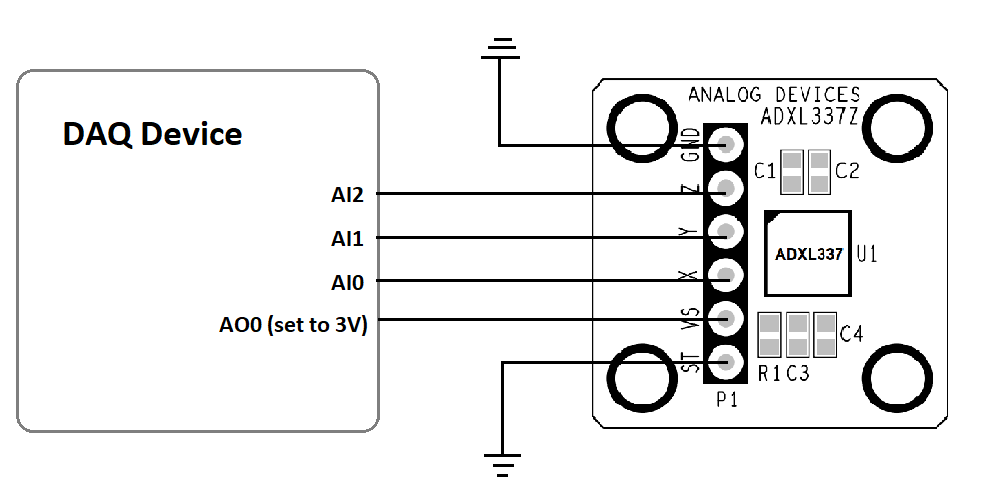 DAQ Device
AI2
AI1
AI0
AO0 (set to 3V)
ANALOG DEVICES
ADXL337Z
GND
Z
Y
X
VS
ST
P1
C1
C2
ADXL337
U1
C4
R1
C3